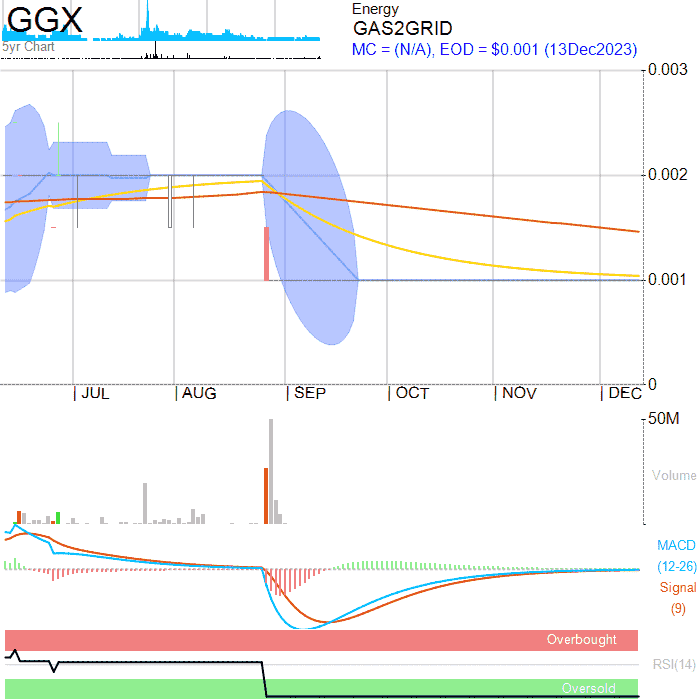 GGX
5yr Chart
Energy
GAS2GRID
MC = (N/A), EOD = $0.001 (13Dec2023)
0.003
0.002
0.001
0
| JUL | AUG | SEP | OCT | NOV | DEC
50M
Volume
MACD
(12-26)
Signal
(9)
Overbought
RSI(14)
Oversold